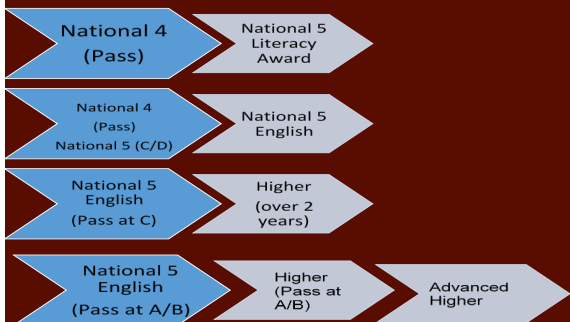 National 4
(Pass)
National 5
Literacy
Award
National 4
(Pass)
National 5 (C/D)
National 5
English
National 5
English
(Pass at C)
Higher
(over 2
years)
National 5
English
(Pass at A/B)
Higher
(Pass at
A/B)
Advanced
Higher